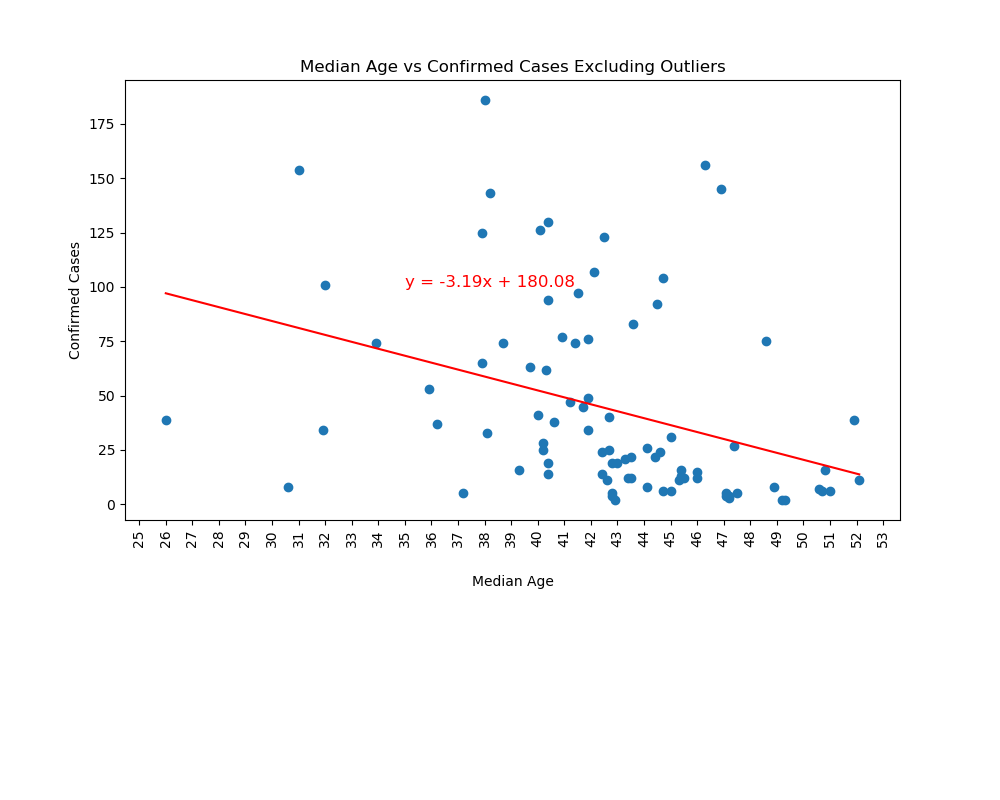 Median Age vs Confirmed Cases Excluding Outliers
175
150
125
100
75
50
25
0
Confirmed Cases
y = -3.19x + 180.08
25 26 27 28 29 30 31 32 33 34 35 36 37 38 39 40 41 42 43 44 45 46 47 48 49 50 51 52 53
Median Age